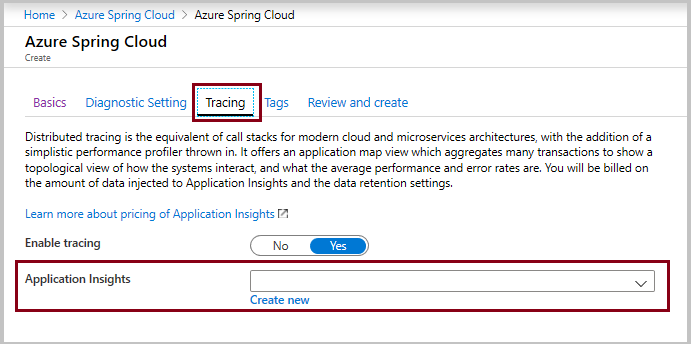 Home > Azure Spring Cloud > Azure Spring Cloud
Azure Spring Cloud
Create
Basics Diagnostic Setting Tracing Tags Review and create
Distributed tracing is the equivalent of call stacks for modern cloud and microservices architectures, with the addition of a
simplistic performance profiler thrown in. It offers an application map view which aggregates many transactions to show a
topological view of how the systems interact, and what the average performance and error rates are. You will be billed on
the amount of data injected to Application Insights and the data retention settings.
Learn more about pricing of Application Insights
Enable tracing No Yes
Application Insights
Create new